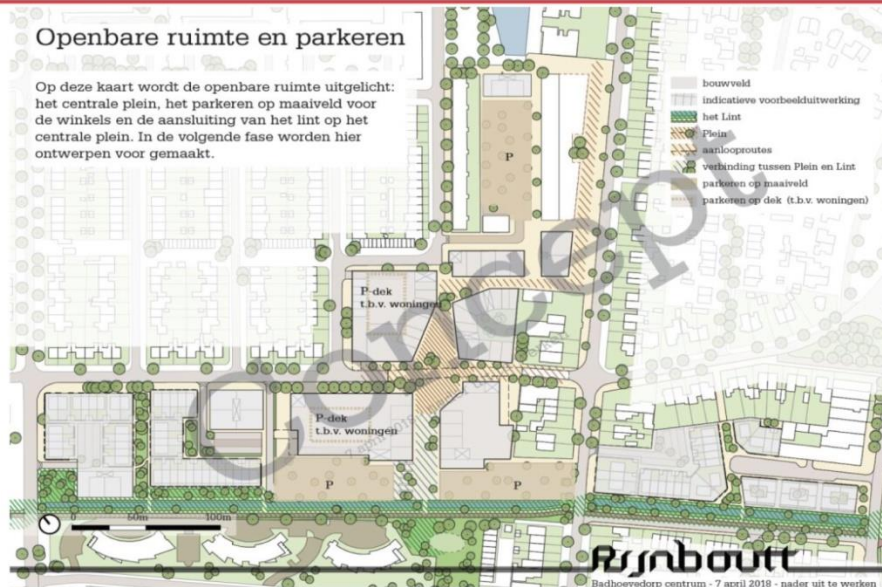 Openbare ruimte en parkeren
Op deze kaart wordt de openbare ruimte uitgelicht:
het centrale plein, het parkeren op maaiveld voor
de winkels en de aansluiting van het lint op het
centrale plein. In de volgende fase worden hier
ontwerpen voor gemaakt.
bouwveld
indicatieve voorbeelduitwerking
het Lint
Plein
aanlooproutes
verbinding tussen Plein en Lint
parkeren op maaiveld
parkeren op dek (t.b.v. woningen)
P
P-dek
t.b.v. woningen
P-dek
t.b.v. woningen
Concept
7 april 2018
P
P
0 50m 100m
Rijnboutt
Badhoevedorp centrum - 7 april 2018 - nader uit te werken